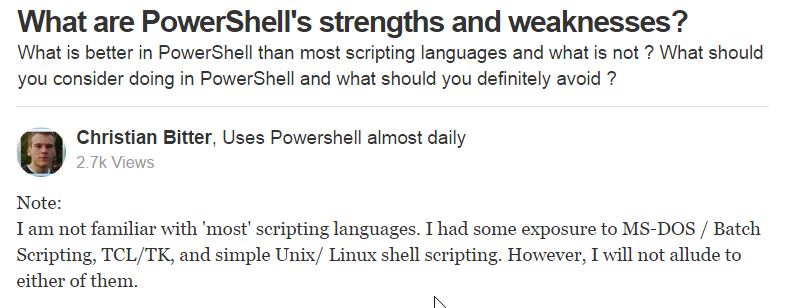 What are PowerShell's strengths and weaknesses?
What is better in PowerShell than most scripting languages and what is not ? What should
you consider doing in PowerShell and what should you definitely avoid ?
Christian Bitter, Uses Powershell almost daily
2.7k Views
Note:
I am not familiar with 'most' scripting languages. I had some exposure to MS-DOS / Batch
Scripting, TCL/TK, and simple Unix/ Linux shell scripting. However, I will not allude to
either of them.